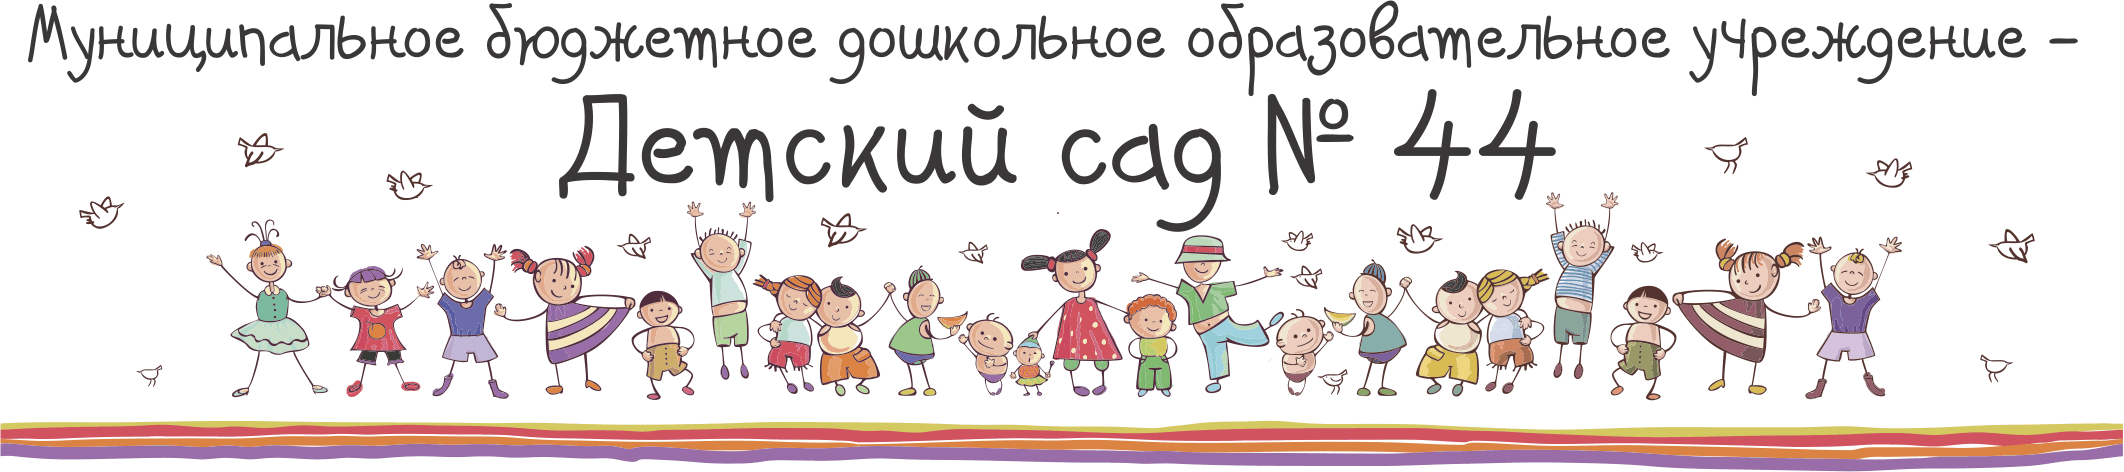 Муниципальное бюджетное дошкольное образовательное учреждение -
Детский сад № 44